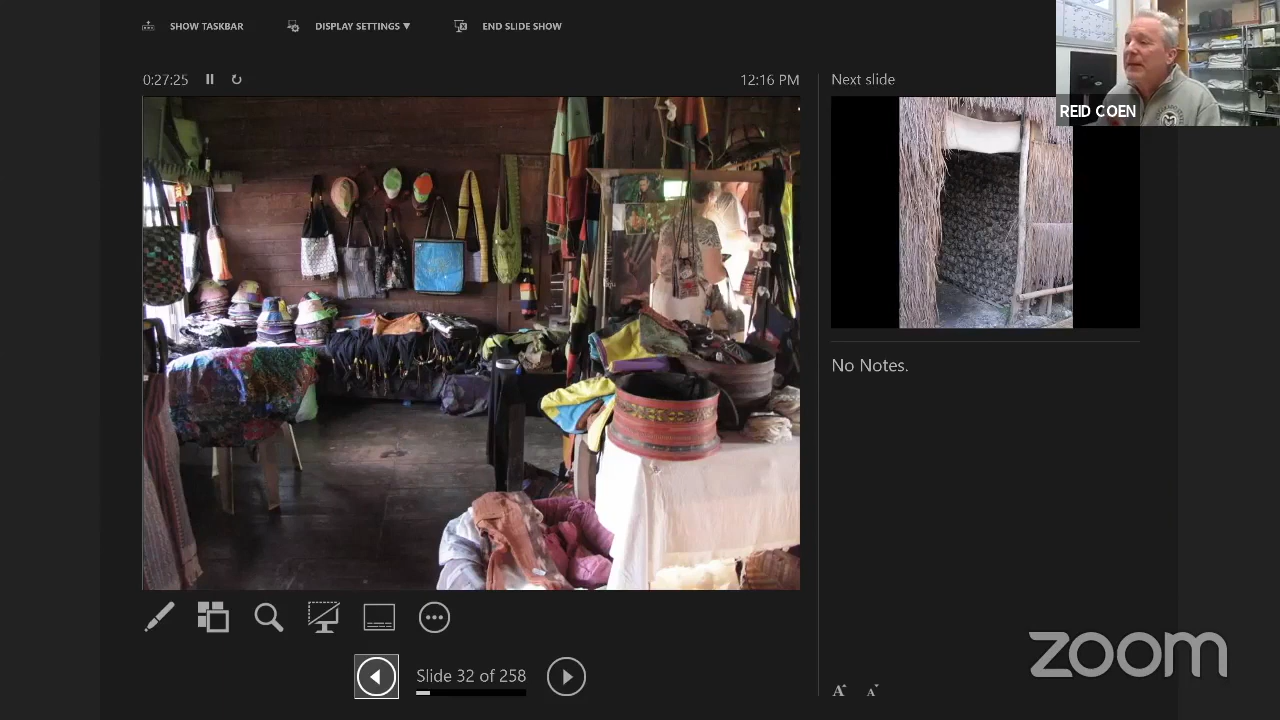 SHOW TASKBAR
DISPLAY SETTINGS ▼
END SLIDE SHOW
0:27:25
12:16 PM
Next slide
REID COEN
No Notes.
Slide 32 of 258
zoom
A A